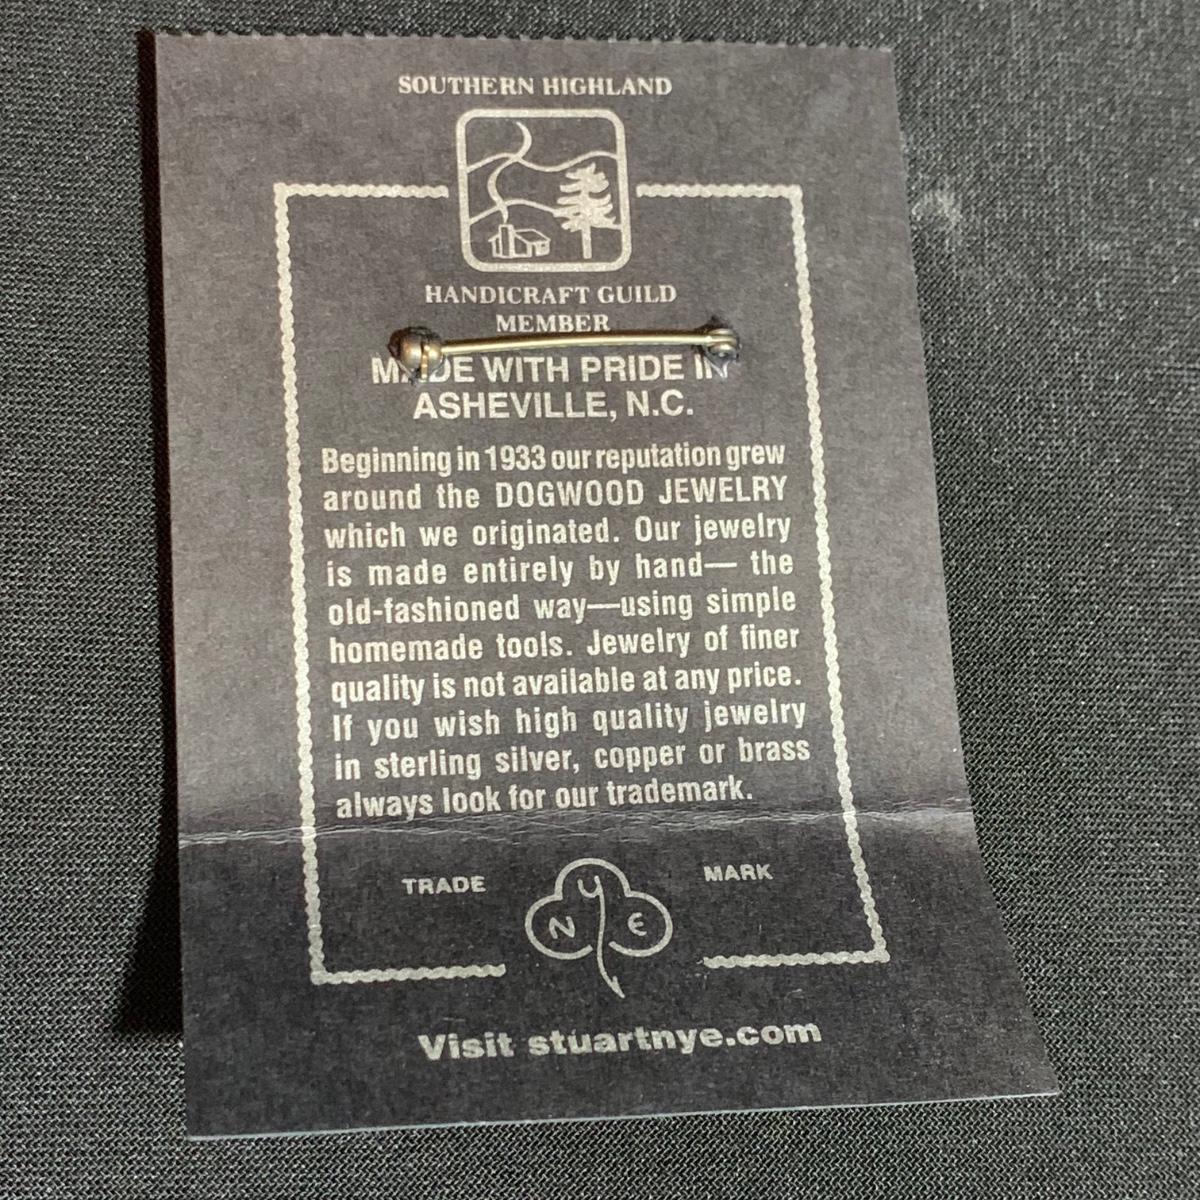 SOUTHERN HIGHLAND
HANDICRAFT GUILD
MEMBER
MADE WITH PRIDE IN
ASHEVILLE, N.C.
Beginning in 1933 our reputation grew
around the DOGWOOD JEWELRY
which we originated. Our jewelry
is made entirely by hand— the
old-fashioned way—using simple
homemade tools. Jewelry of finer
quality is not available at any price.
If you wish high quality jewelry
in sterling silver, copper or brass
always look for our trademark.
TRADE MARK
NYE
Visit stuartnye.com